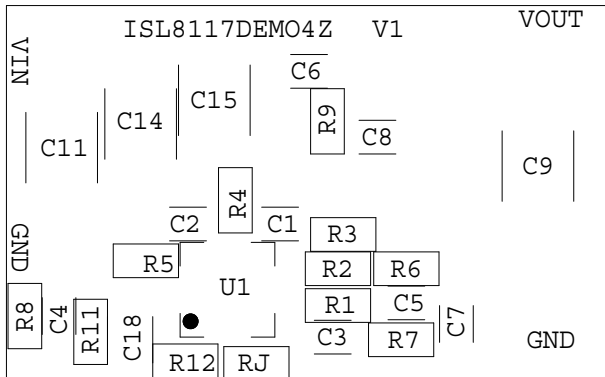 ISL8117DEMO4Z V1
VOUT
VIN
C6
C15
C14
R9
C8
C11
C9
R4
C2
C1
R3
GND
R5
R2
R6
U1
R8
C4
R11
C18
R1
C5
C7
C3
R7
GND
R12
RJ